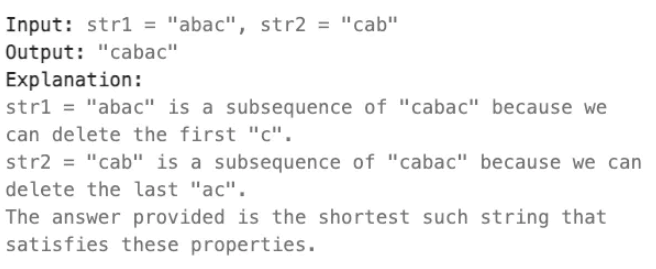 Input: str1 = "abac", str2 = "cab"
Output: "cabac"
Explanation:
str1 = "abac" is a subsequence of "cabac" because we
can delete the first "c".
str2 = "cab" is a subsequence of "cabac" because we can
delete the last "ac".
The answer provided is the shortest such string that
satisfies these properties.